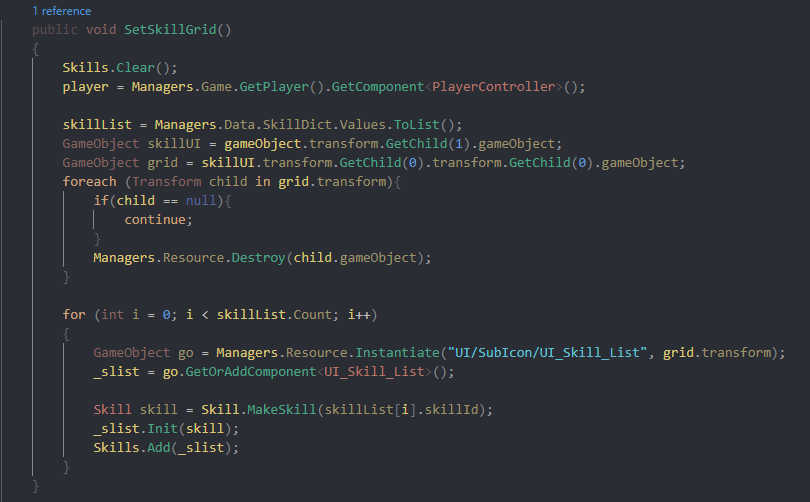 1 reference
public void SetSkillGrid()
{
    Skills.Clear();
    player = Managers.Game.GetPlayer().GetComponent<PlayerController>();

    skillList = Managers.Data.SkillDict.Values.ToList();
    GameObject skillUI = gameObject.transform.GetChild(1).gameObject;
    GameObject grid = skillUI.transform.GetChild(0).transform.GetChild(0).gameObject;
    foreach (Transform child in grid.transform){
        if(child == null){
            continue;
        }
        Managers.Resource.Destroy(child.gameObject);
    }

    for (int i = 0; i < skillList.Count; i++)
    {
        GameObject go = Managers.Resource.Instantiate("UI/SubIcon/UI_Skill_List", grid.transform);
        _slist = go.GetOrAddComponent<UI_Skill_List>();

        Skill skill = Skill.MakeSkill(skillList[i].skillId);
        _slist.Init(skill);
        Skills.Add(_slist);
    }
}